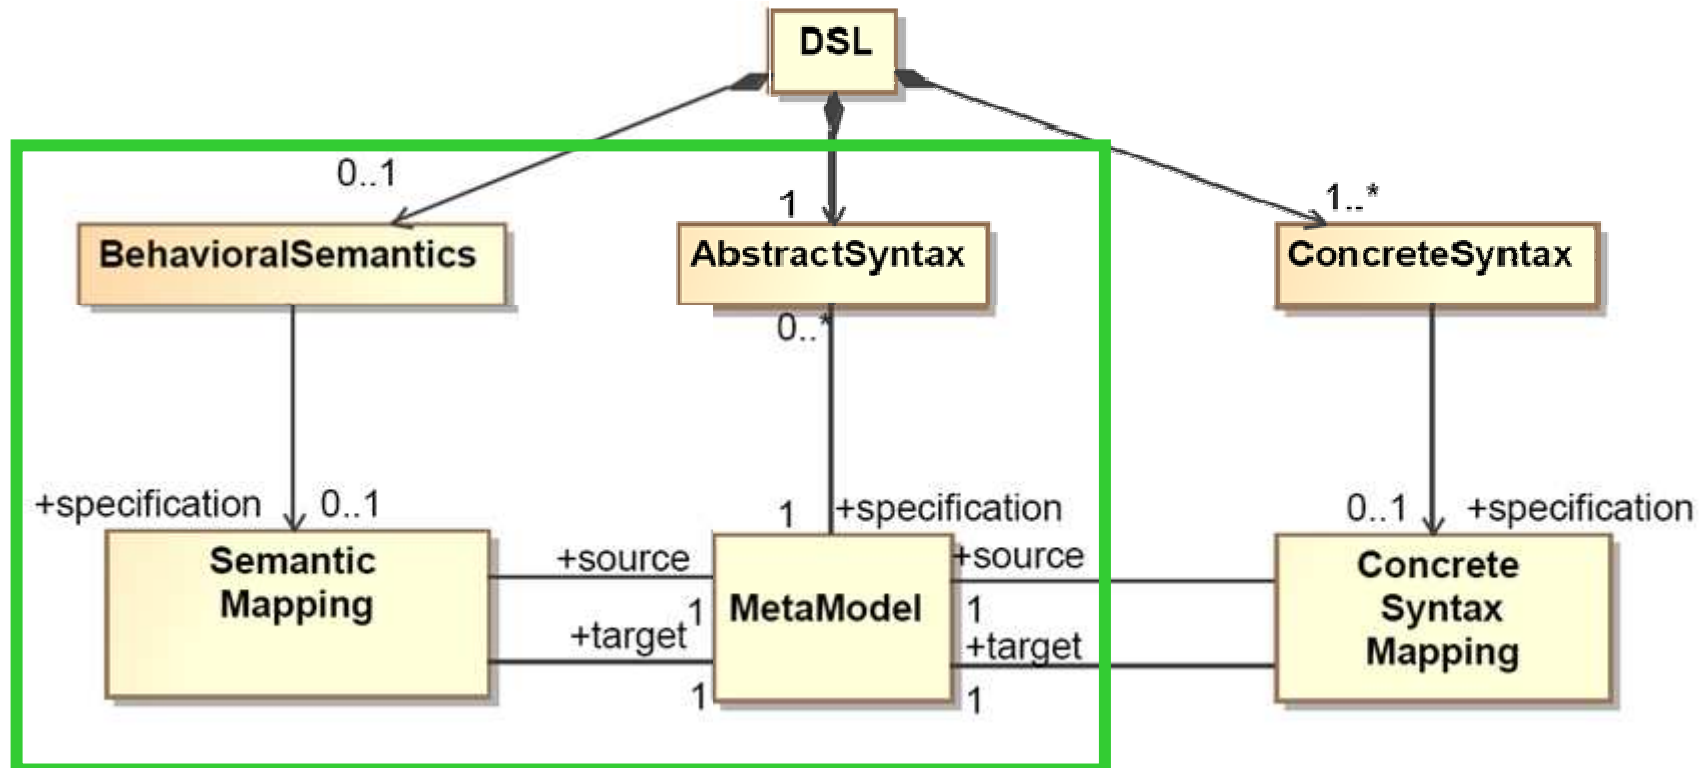 DSL
0..1
1
1..*
BehavioralSemantics
AbstractSyntax
ConcreteSyntax
0..*
+specification
0..1
1
+specification
0..1
+specification
Semantic
Mapping
+source
1
+target
1
MetaModel
+source
1
+target
1
Concrete
Syntax
Mapping